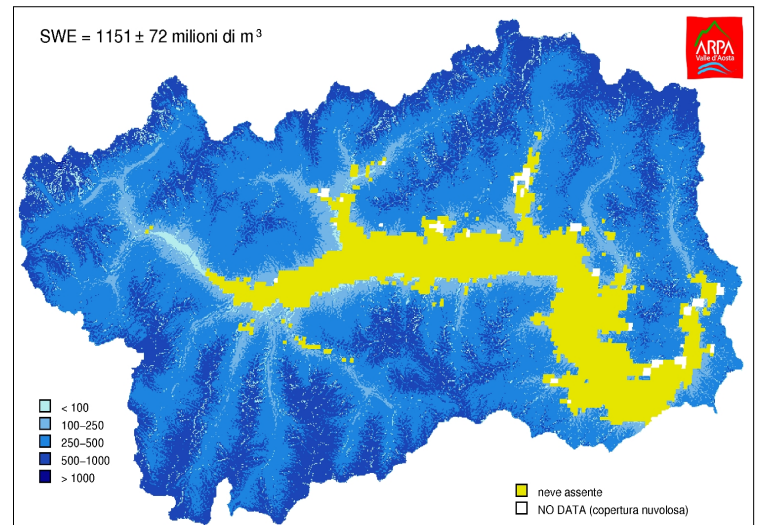 SWE = 1151 ± 72 milioni di m³
ARPA
Valle d'Aosta
< 100
100–250
250–500
500–1000
> 1000
neve assente
NO DATA (copertura nuvolosa)